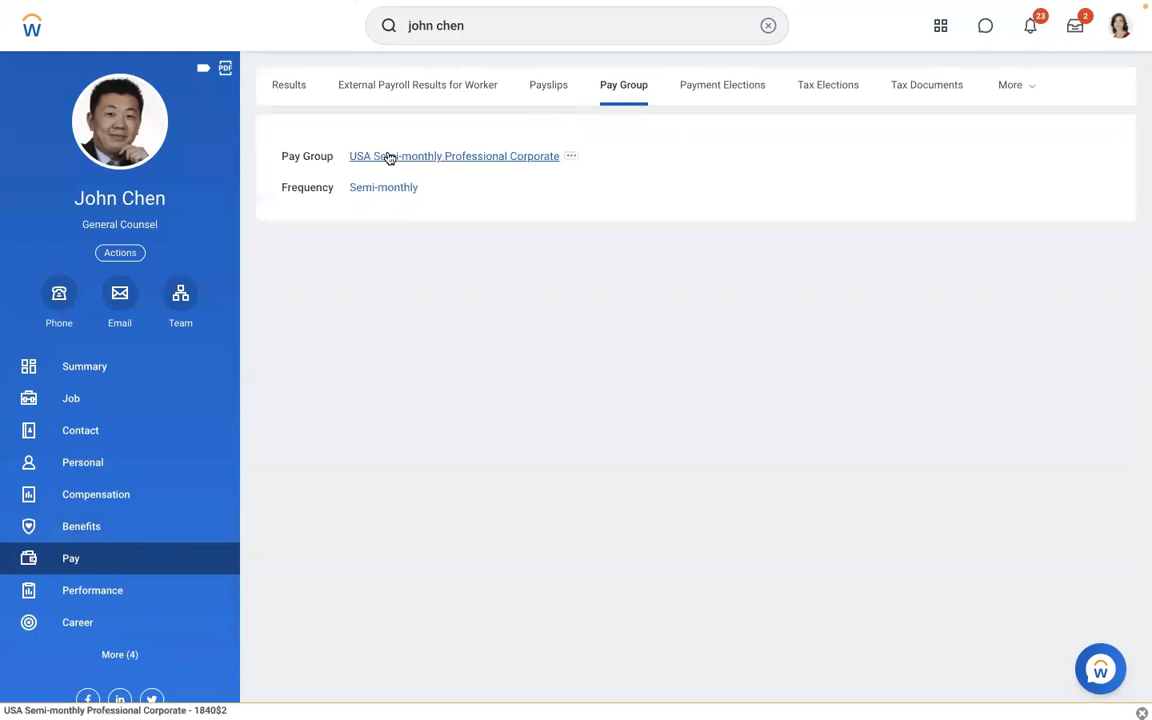 john chen
23
2
PDF
John Chen
General Counsel
Actions
Phone
Email
Team
Summary
Job
Contact
Personal
Compensation
Benefits
Pay
Performance
Career
More (4)
Results
External Payroll Results for Worker
Payslips
Pay Group
Payment Elections
Tax Elections
Tax Documents
More
Pay Group USA Semi-monthly Professional Corporate
Frequency Semi-monthly
USA Semi-monthly Professional Corporate - 1840$2